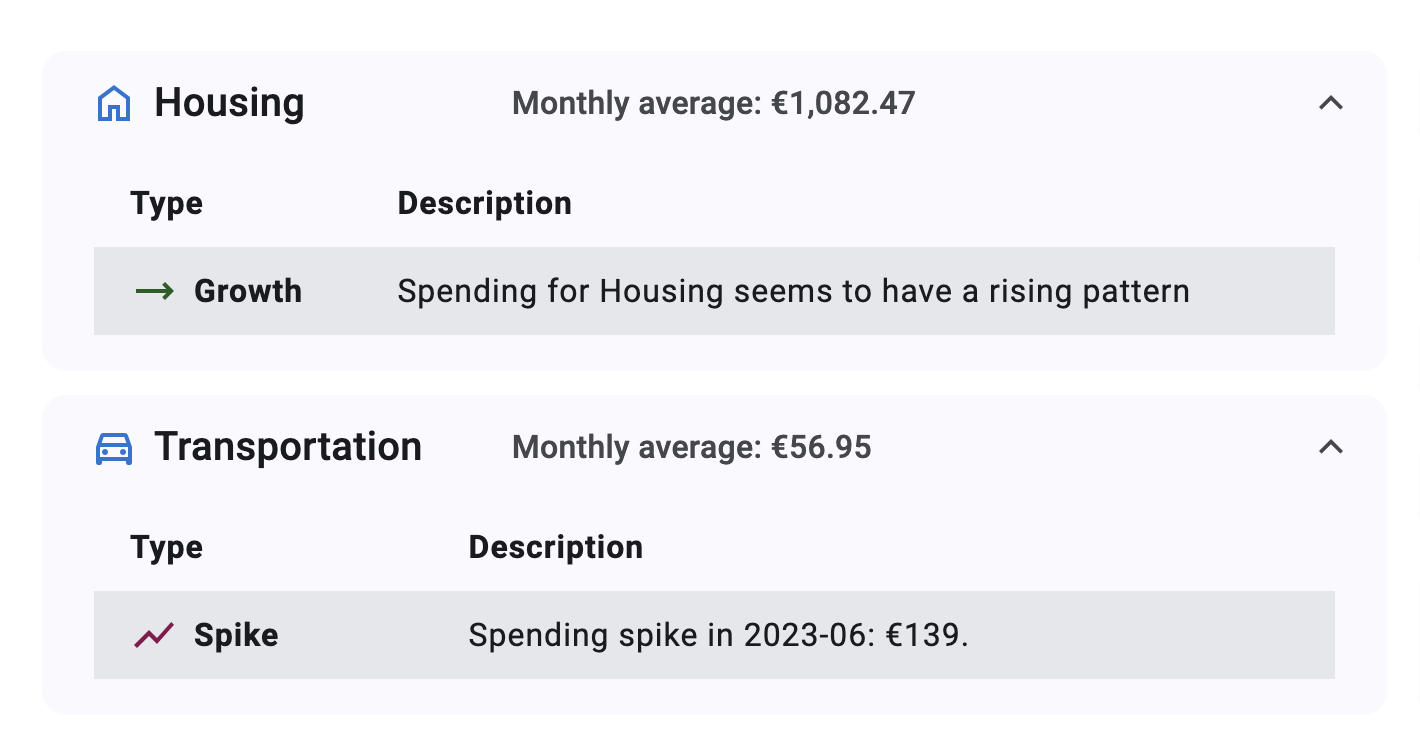 Housing Monthly average: €1,082.47
Type Description
Growth Spending for Housing seems to have a rising pattern
Transportation Monthly average: €56.95
Type Description
Spike Spending spike in 2023-06: €139.